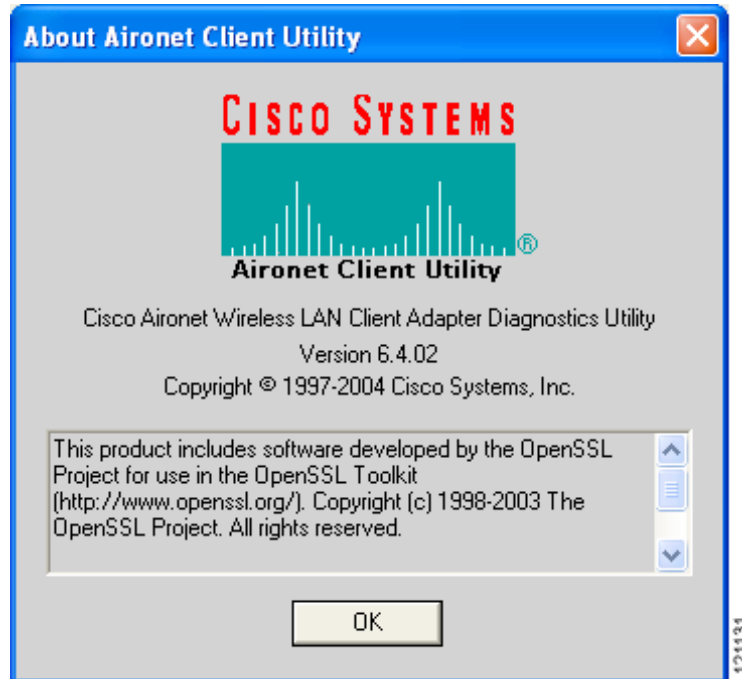 About Aironet Client Utility
CISCO SYSTEMS
®
Aironet Client Utility
Cisco Aironet Wireless LAN Client Adapter Diagnostics Utility
Version 6.4.02
Copyright © 1997-2004 Cisco Systems, Inc.
This product includes software developed by the OpenSSL
Project for use in the OpenSSL Toolkit
(http://www.openssl.org/). Copyright (c) 1998-2003 The
OpenSSL Project. All rights reserved.
OK
121131